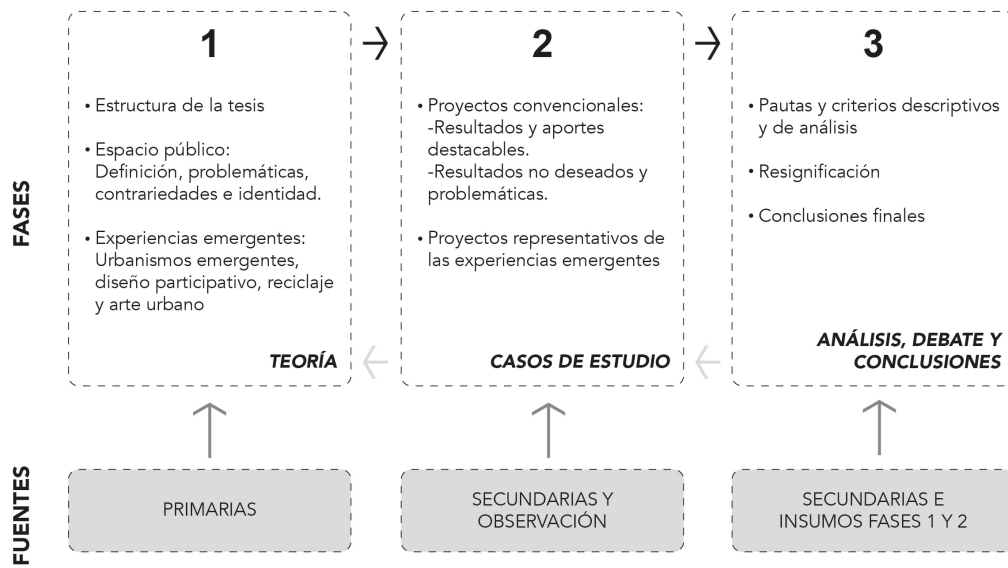 FASES
1
• Estructura de la tesis
• Espacio público:
Definición, problemáticas,
contrariedades e identidad.
• Experiencias emergentes:
Urbanismos emergentes,
diseño participativo, reciclaje
y arte urbano
TEORÍA
2
• Proyectos convencionales:
-Resultados y aportes
destacables.
-Resultados no deseados y
problemáticas.
• Proyectos representativos de
las experiencias emergentes
CASOS DE ESTUDIO
3
• Pautas y criterios descriptivos
y de análisis
• Resignificación
• Conclusiones finales
ANÁLISIS, DEBATE Y
CONCLUSIONES
FUENTES
PRIMARIAS
SECUNDARIAS Y
OBSERVACIÓN
SECUNDARIAS E
INSUMOS FASES 1 Y 2